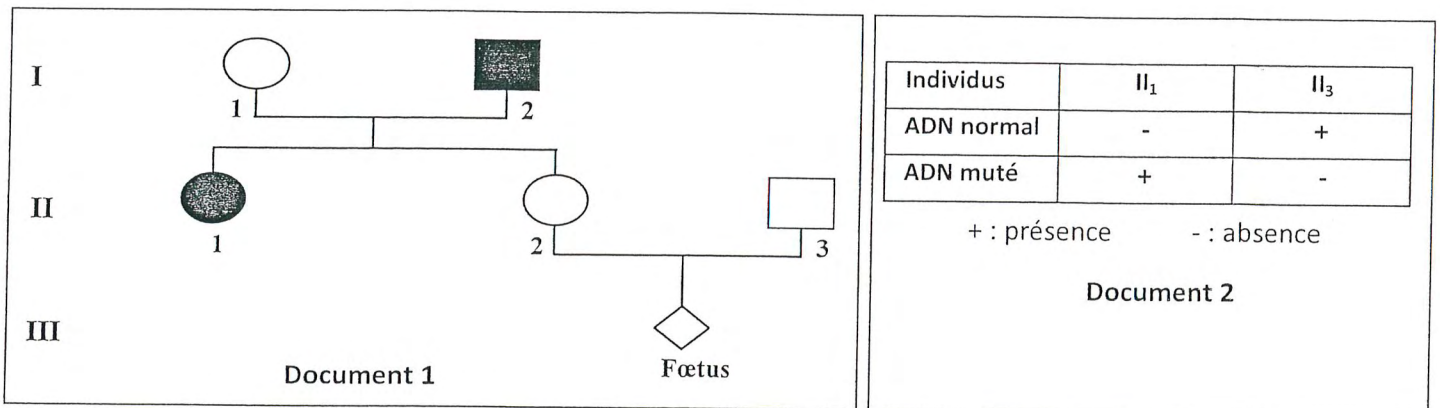 I
1
2
II
1
2
3
III
Fœtus
Document 1
Individus II₁ II₃
ADN normal - +
ADN muté + -
+ : présence - : absence
Document 2